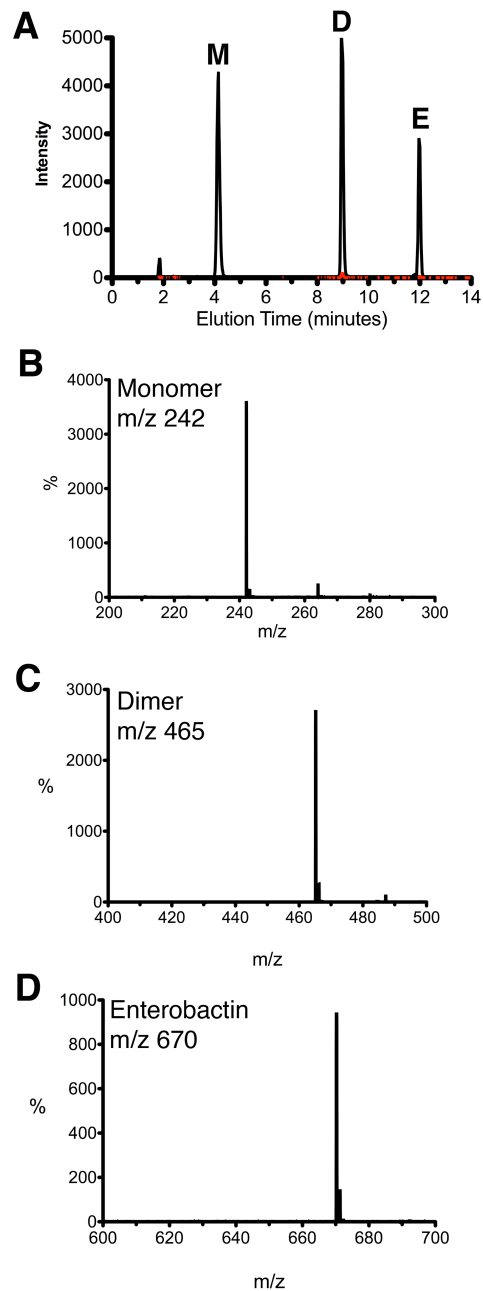 A
M
D
E
5000
4000
3000
2000
1000
0
Intensity
0 2 4 6 8 10 12 14
Elution Time (minutes)
B
Monomer
m/z 242
4000
3000
2000
1000
0
%
200 220 240 260 280 300
m/z
C
Dimer
m/z 465
3000
2000
1000
0
%
400 420 440 460 480 500
m/z
D
Enterobactin
m/z 670
1000
800
600
400
200
0
%
600 620 640 660 680 700
m/z